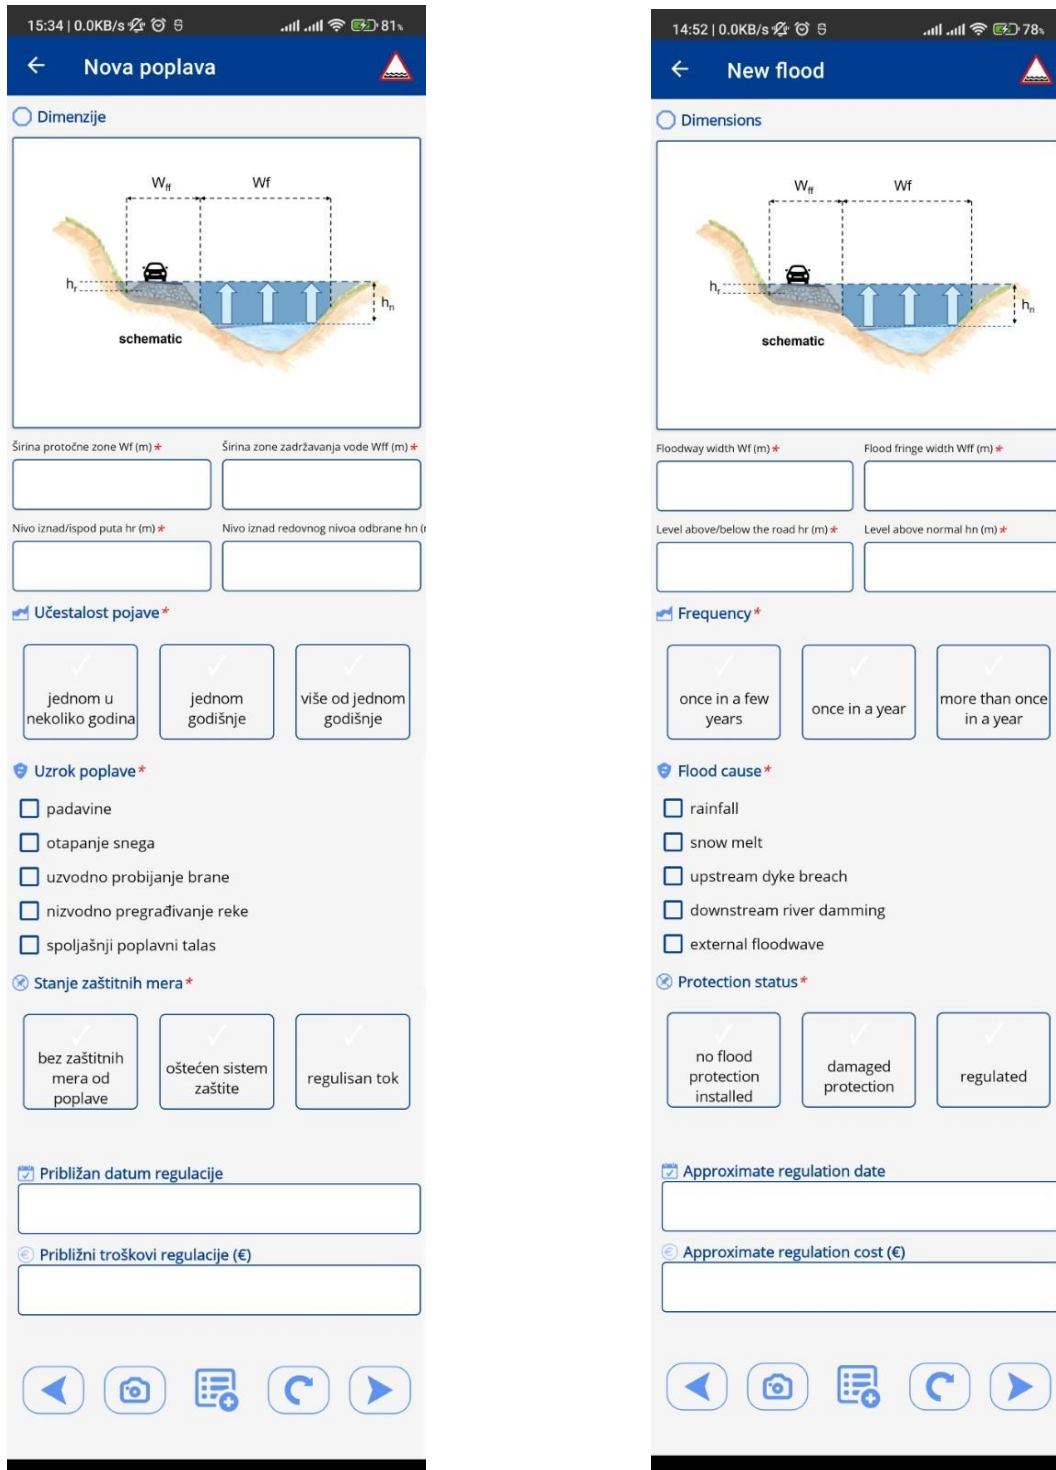 15:34 | 0.0KB/s 81%
Nova poplava
Dimenzije
Wff Wf
hr
hn
schematic
Širina protočne zone Wf (m) * Širina zone zadržavanja vode Wff (m) *
Nivo iznad/ispod puta hr (m) * Nivo iznad redovnog nivoa odbrane hn (
Učestalost pojave *
jednom u nekoliko godina
jednom godišnje
više od jednom godišnje
Uzrok poplave *
padavine
otapanje snega
uzvodno probijanje brane
nizvodno pregrađivanje reke
spoljašnji poplavni talas
Stanje zaštitnih mera *
bez zaštitnih mera od poplave
oštećen sistem zaštite
regulisan tok
Približan datum regulacije
Približni troškovi regulacije (€)
14:52 | 0.0KB/s 78%
New flood
Dimensions
Wff Wf
hr
hn
schematic
Floodway width Wf (m) * Flood fringe width Wff (m) *
Level above/below the road hr (m) * Level above normal hn (m) *
Frequency *
once in a few years
once in a year
more than once in a year
Flood cause *
rainfall
snow melt
upstream dyke breach
downstream river damming
external floodwave
Protection status *
no flood protection installed
damaged protection
regulated
Approximate regulation date
Approximate regulation cost (€)